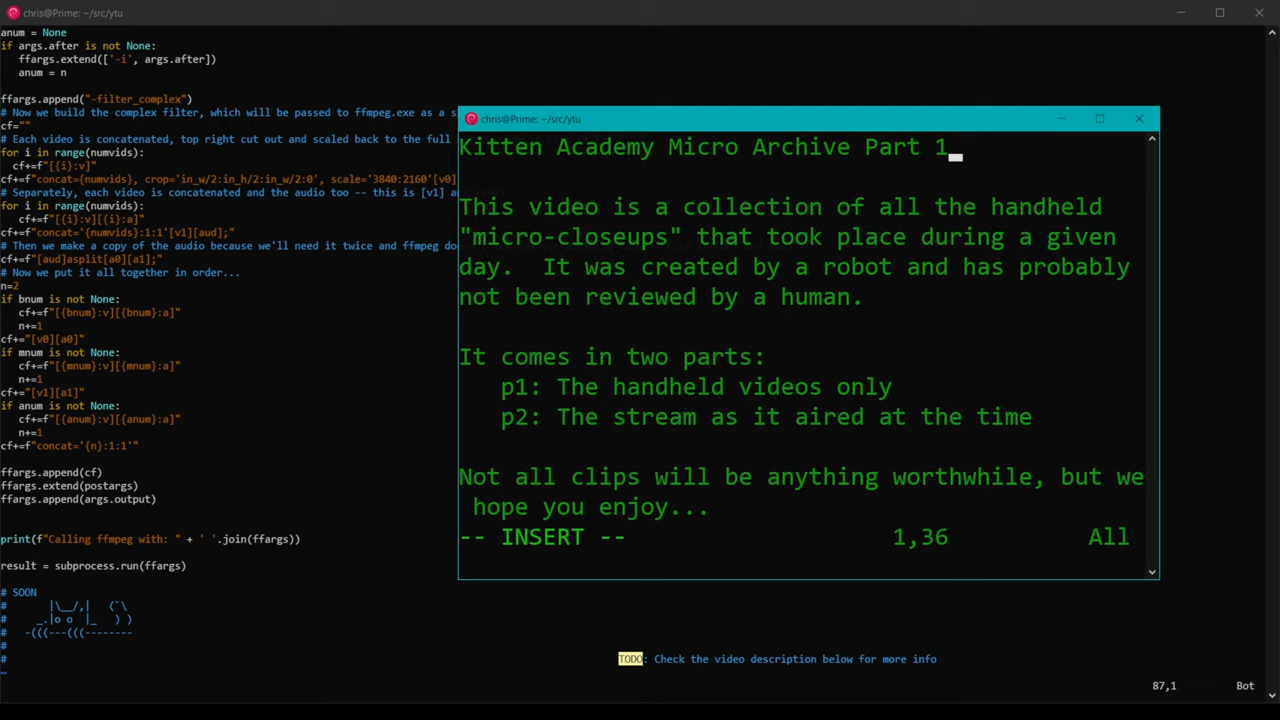 chris@Prime: ~/src/ytu
anum = None
if args.after is not None:
ffargs.extend(['-i', args.after])
anum = n
ffargs.append("-filter_complex")
# Now we build the complex filter, which will be passed to ffmpeg.exe as a s
cf=""
# Each video is concatenated, top right cut out and scaled back to the full
for i in range(numvids):
cf+=f"[{i}:v]"
cf+=f"concat={numvids}, crop='in_w/2:in_h/2:in_w/2:0', scale='3840:2160'[v0]
# Separately, each video is concatenated and the audio too -- this is [v1] a
for i in range(numvids):
cf+=f"[{i}:v][{i}:a]"
cf+=f"concat='{numvids}:1:1'[v1][aud];"
# Then we make a copy of the audio because we'll need it twice and ffmpeg do
cf+="[aud]asplit[a0][a1];"
# Now we put it all together in order...
n=2
if bnum is not None:
cf+=f"[{bnum}:v][{bnum}:a]"
n+=1
cf+="[v0][a0]"
if mnum is not None:
cf+=f"[{mnum}:v][{mnum}:a]"
n+=1
cf+="[v1][a1]"
if anum is not None:
cf+=f"[{anum}:v][{anum}:a]"
n+=1
cf+=f"concat='{n}:1:1'"
ffargs.append(cf)
ffargs.extend(postargs)
ffargs.append(args.output)
print(f"Calling ffmpeg with: " + ' '.join(ffargs))
result = subprocess.run(ffargs)
# SOON
#    |\__/,|   (`\
#  _.|o o  |_   ) )
# -(((---(((--------
#
#
~
chris@Prime: ~/src/ytu
Kitten Academy Micro Archive Part 1
This video is a collection of all the handheld
"micro-closeups" that took place during a given
day.  It was created by a robot and has probably
not been reviewed by a human.
It comes in two parts:
p1: The handheld videos only
p2: The stream as it aired at the time
Not all clips will be anything worthwhile, but we
hope you enjoy...
-- INSERT -- 1,36 All
TODO: Check the video description below for more info
87,1 Bot